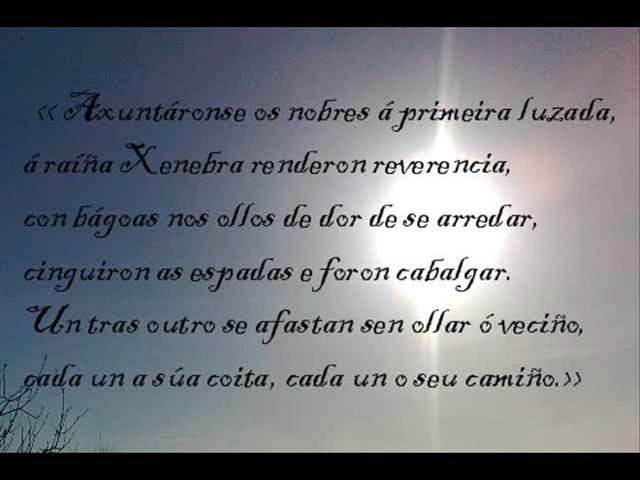 « Axuntáronse os nobres á primeira luzada,
á raíña Xenebra renderon reverencia,
con bágoas nos ollos de dor de se arredar,
cinguiron as espadas e foron cabalgar.
Un tras outro se afastan sen ollar ó veciño,
cada un a súa coita, cada un o seu camiño.»